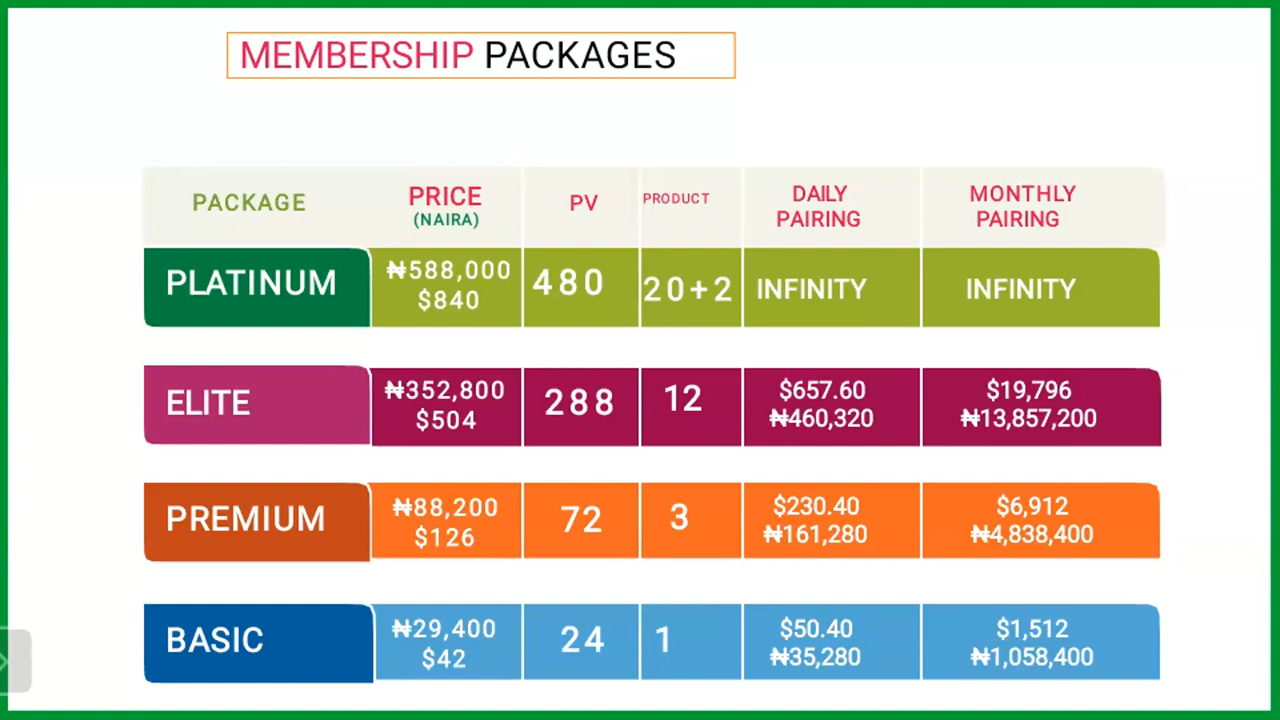 MEMBERSHIP PACKAGES
PACKAGE PRICE (NAIRA) PV PRODUCT DAILY PAIRING MONTHLY PAIRING
PLATINUM ₦588,000 $840 480 20+2 INFINITY INFINITY
ELITE ₦352,800 $504 288 12 $657.60 ₦460,320 $19,796 ₦13,857,200
PREMIUM ₦88,200 $126 72 3 $230.40 ₦161,280 $6,912 ₦4,838,400
BASIC ₦29,400 $42 24 1 $50.40 ₦35,280 $1,512 ₦1,058,400